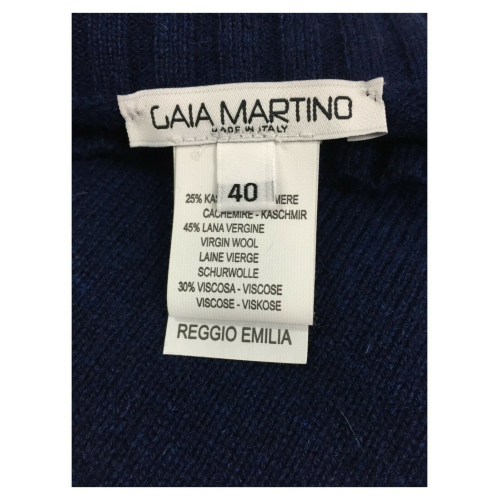 GAIA MARTINO
MADE IN ITALY
40
25% KAS MERE
CACHEMIRE - KASCHMIR
45% LANA VERGINE
VIRGIN WOOL
LAINE VIERGE
SCHURWOLLE
30% VISCOSA - VISCOSE
VISCOSE - VISKOSE
REGGIO EMILIA